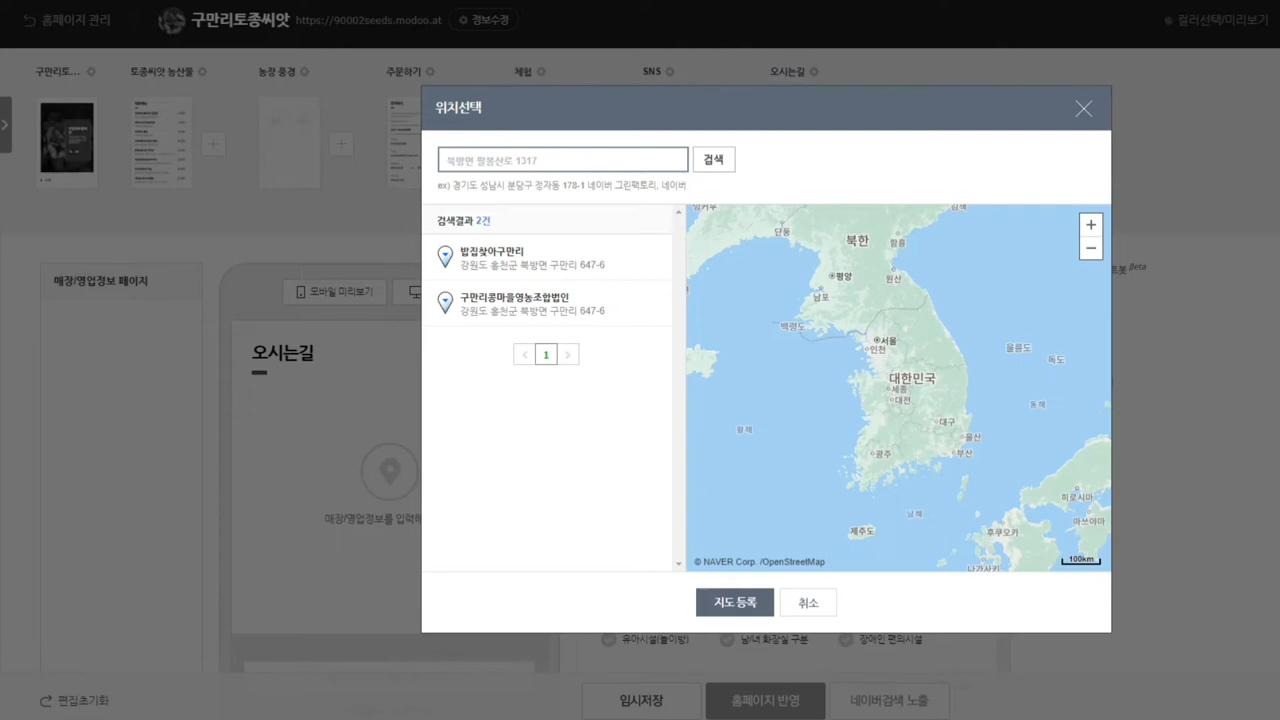 홈페이지 관리
구만리토종씨앗 https://90002seeds.modoo.at 정보수정
컬러선택/미리보기
구만리토...
토종씨앗 농산물
농장 풍경
주문하기
체험
SNS
오시는길
위치선택
북방면 팔봉산로 1317
검색
ex) 경기도 성남시 분당구 정자동 178-1 네이버 그린팩토리, 네이버
검색결과 2건
밥집찾아구만리
강원도 홍천군 북방면 구만리 647-6
구만리콩마을영농조합법인
강원도 홍천군 북방면 구만리 647-6
1
단둥
북한
함흥
평양
원산
남포
백령도
서울
인천
울릉도
독도
대한민국
세종
대전
동해
대구
황해
울산
부산
광주
히로시마
남해
마쓰야마
제주도
후쿠오카
나가사키
100km
© NAVER Corp. /OpenStreetMap
지도 등록
취소
매장/영업정보 페이지
모바일 미리보기
beta
오시는길
매장/영업정보를 입력하
유아시설(놀이방)
남/녀 화장실 구분
장애인 편의시설
편집초기화
임시저장
홈페이지 반영
네이버검색 노출